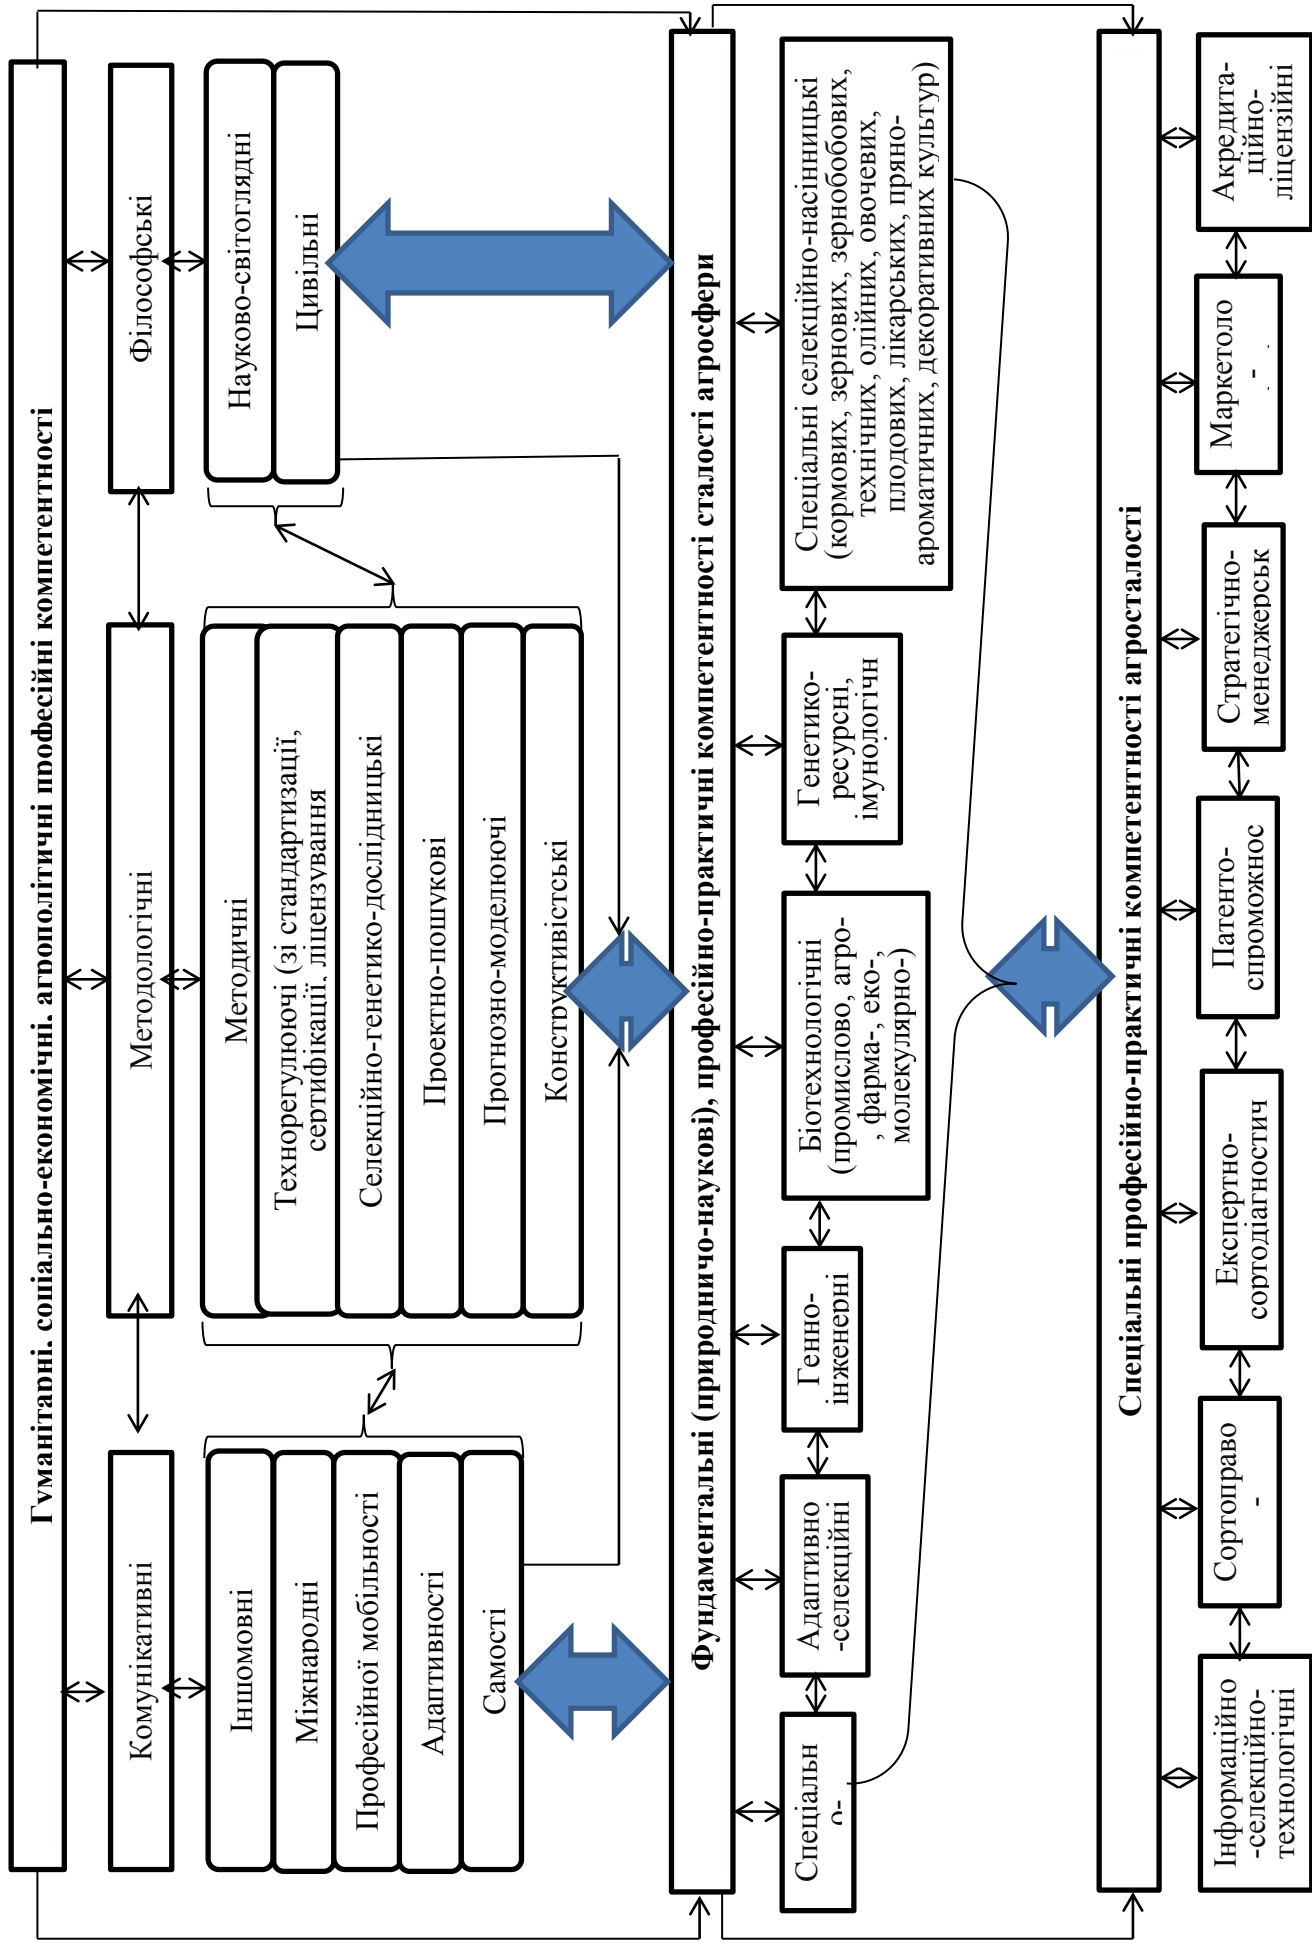 Гуманітарні, соціально-економічні, агрополітичні професійні компетентності
Комунікативні
Методологічні
Філософські
Іншомовні
Міжнародні
Професійної мобільності
Адаптивності
Самості
Методичні
Технорегулюючі (зі стандартизації,
сертифікації, ліцензування
Селекційно-генетико-дослідницькі
Проектно-пошукові
Прогнозно-моделюючі
Конструктивістські
Науково-світоглядні
Цивільні
Фундаментальні (природничо-наукові), професійно-практичні компетентності сталості агросфери
Спеціальн
Адаптивно
-селекційні
Генно-
інженерні
Біотехнологічні
(промислово, агро-
, фарма-, еко-,
молекулярно-)
Генетико-
ресурсні,
імунологічн
Спеціальні селекційно-насінницькі
(кормових, зернових, зернобобових,
технічних, олійних, овочевих,
плодових, лікарських, пряно-
ароматичних, декоративних культур)
Спеціальні професійно-практичні компетентності агросталості
Інформаційно
-селекційно-
технологічні
Сортоправо
-
Експертно-
сортодіагностич
Патенто-
спроможнос
Стратегічно-
менеджерськ
Маркетоло
-
Акредита-
ційно-
ліцензійні